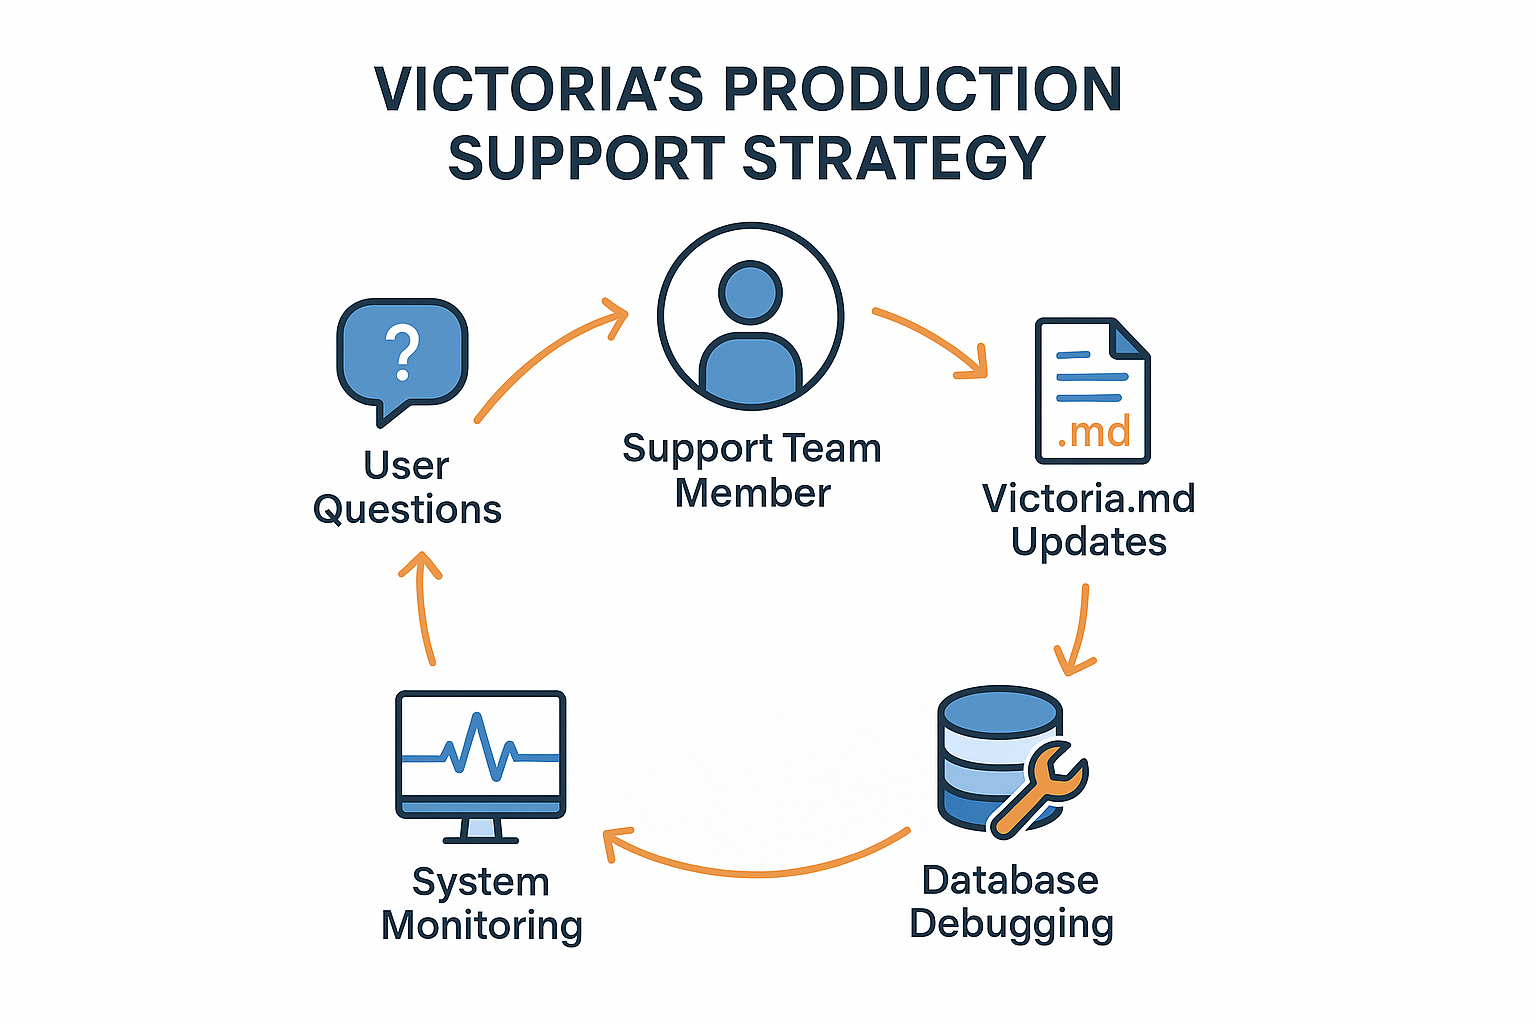 VICTORIA'S PRODUCTION
SUPPORT STRATEGY
?
User
Questions
Support Team
Member
.md
Victoria.md
Updates
Database
Debugging
System
Monitoring